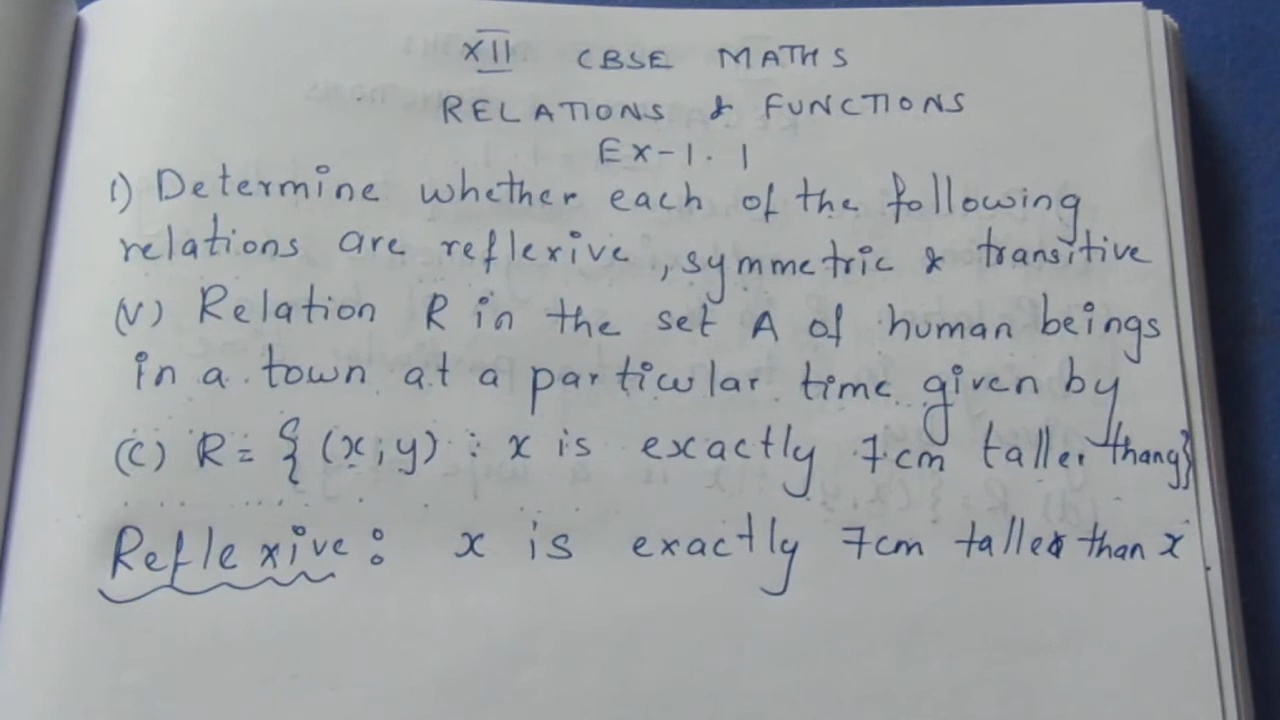 XII CBSE MATHS
RELATIONS & FUNCTIONS
Ex-1.1
1) Determine whether each of the following
relations are reflexive, symmetric & transitive
(V) Relation R in the set A of human beings
in a town at a particular time given by
(C) R = {(x, y) : x is exactly 7cm taller than y}
Reflexive : x is exactly 7cm taller than x